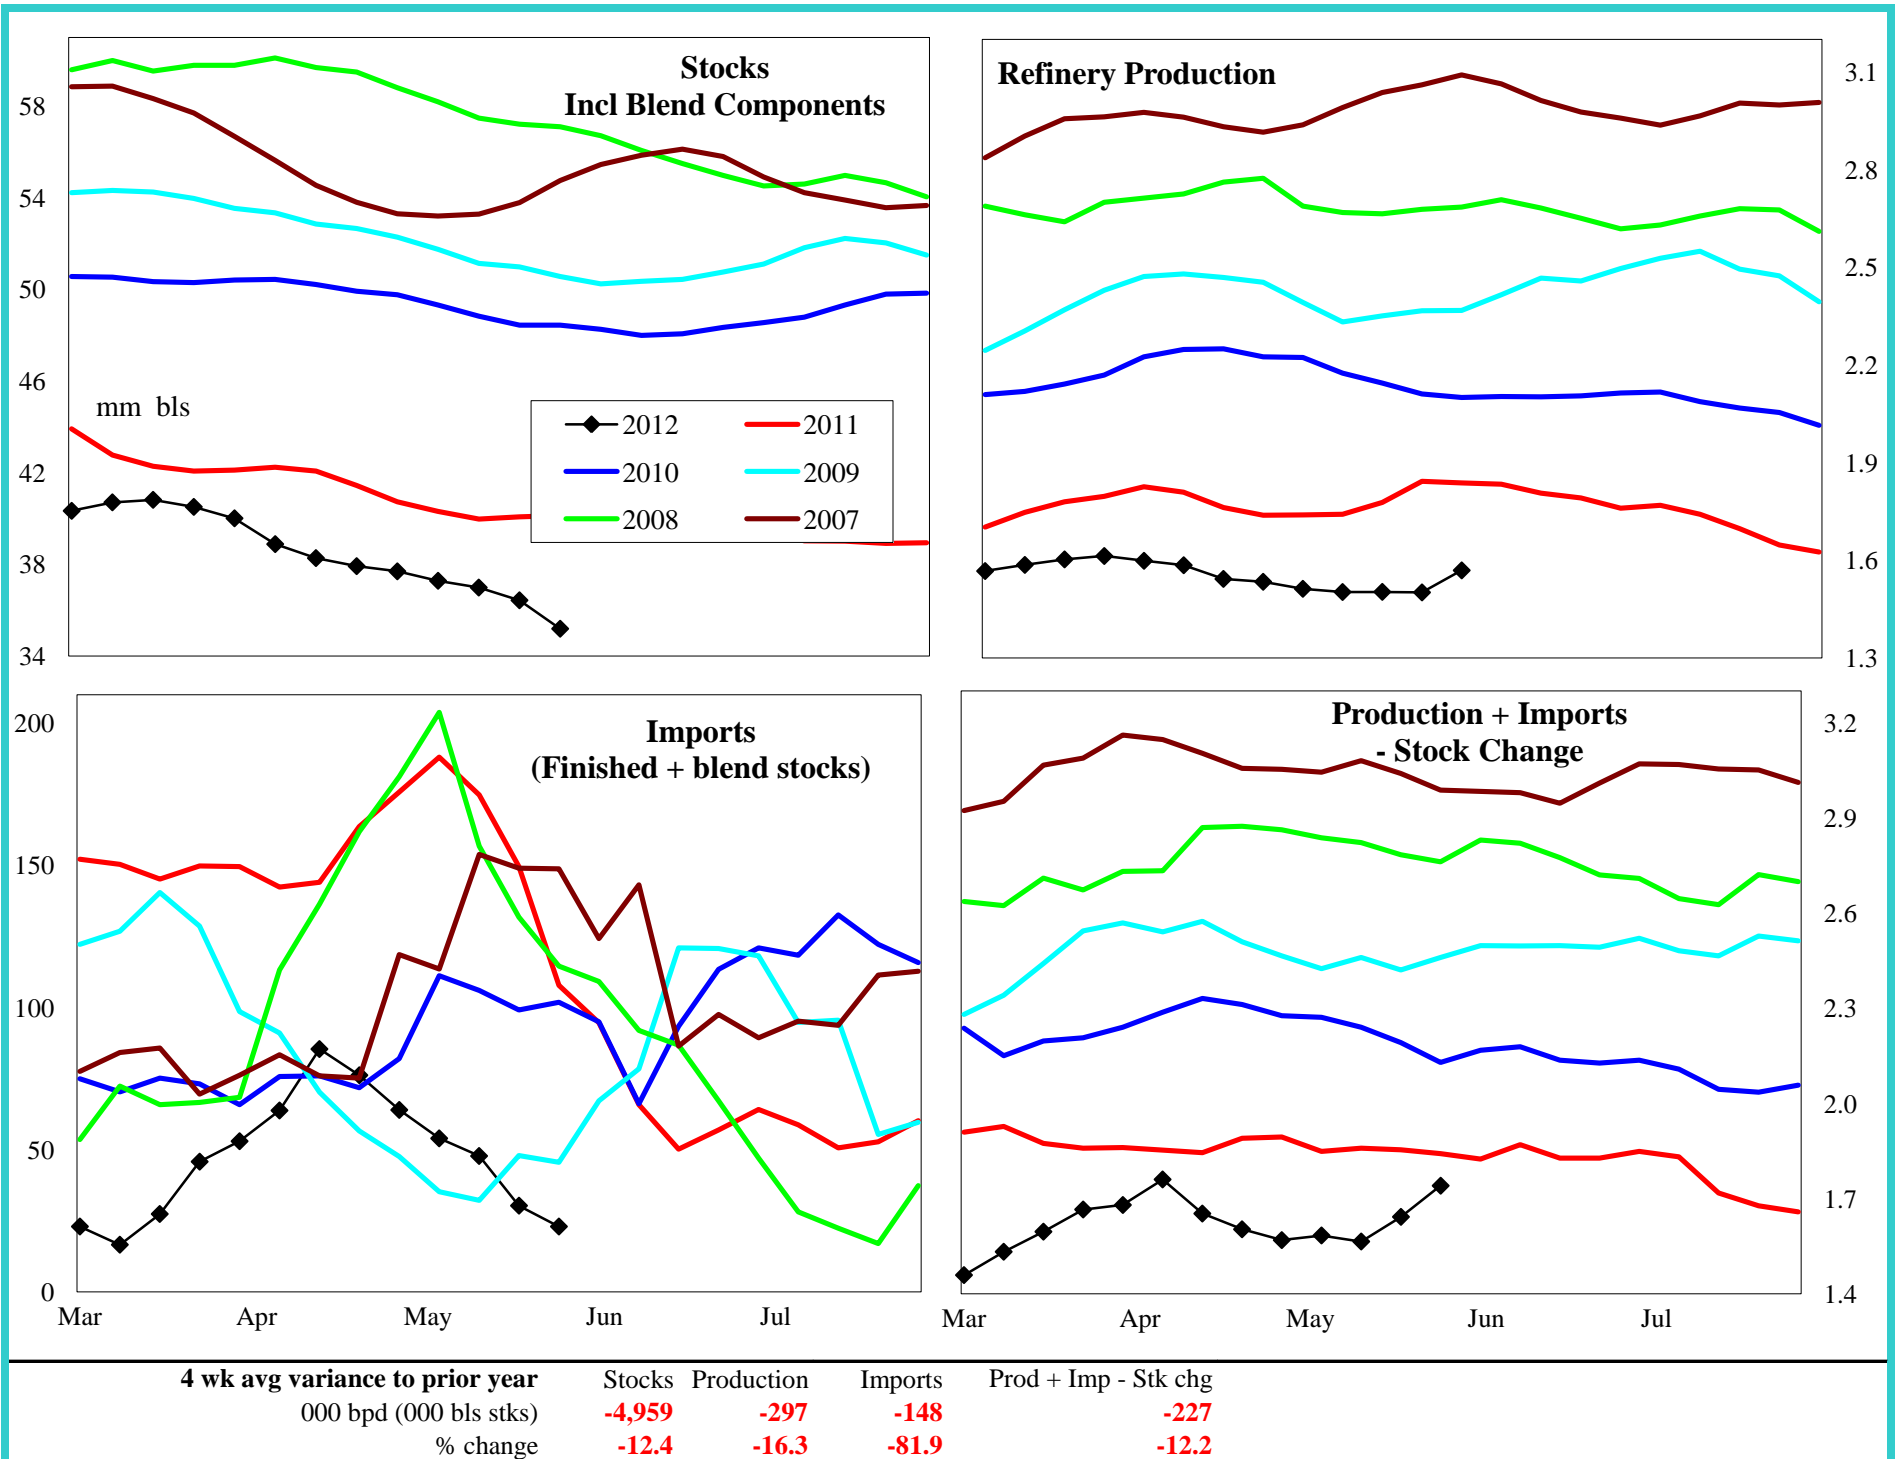 Stocks
Incl Blend Components
58
54
50
46
42
38
34
mm bls
2012
2011
2010
2009
2008
2007
Refinery Production
3.1
2.8
2.5
2.2
1.9
1.6
1.3
Imports
(Finished + blend stocks)
200
150
100
50
0
Mar Apr May Jun Jul
Production + Imports
- Stock Change
3.2
2.9
2.6
2.3
2.0
1.7
1.4
Mar Apr May Jun Jul
4 wk avg variance to prior year Stocks Production Imports Prod + Imp - Stk chg
000 bpd (000 bls stks) -4,959 -297 -148 -227
% change -12.4 -16.3 -81.9 -12.2